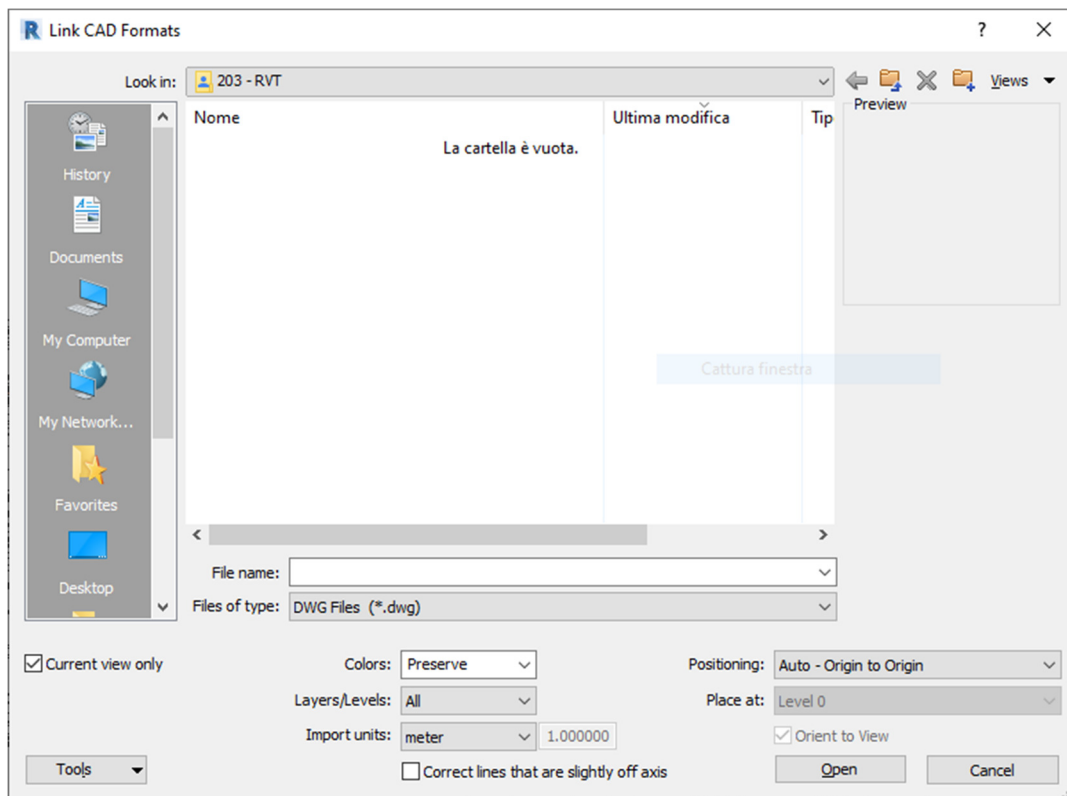 Link CAD Formats
?
Look in:
203 - RVT
Views
Nome
Ultima modifica
Tip
Preview
La cartella è vuota.
History
Documents
My Computer
My Network...
Favorites
Desktop
Cattura finestra
File name:
Files of type: DWG Files (*.dwg)
Current view only
Colors: Preserve
Positioning: Auto - Origin to Origin
Layers/Levels: All
Place at: Level 0
Import units: meter 1.000000
Orient to View
Tools
Correct lines that are slightly off axis
Open
Cancel